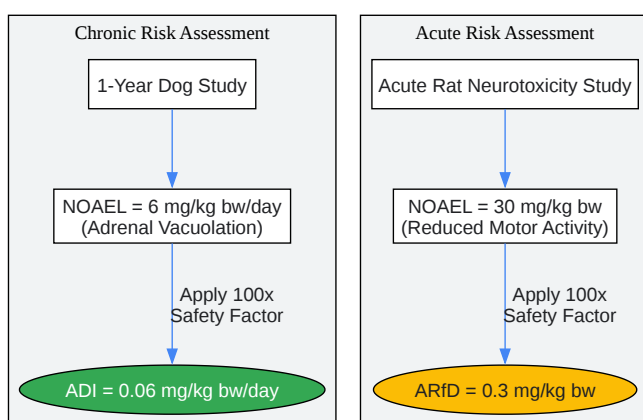 Chronic Risk Assessment
1-Year Dog Study
NOAEL = 6 mg/kg bw/day
(Adrenal Vacuolation)
Apply 100x
Safety Factor
ADI = 0.06 mg/kg bw/day
Acute Risk Assessment
Acute Rat Neurotoxicity Study
NOAEL = 30 mg/kg bw
(Reduced Motor Activity)
Apply 100x
Safety Factor
ARfD = 0.3 mg/kg bw